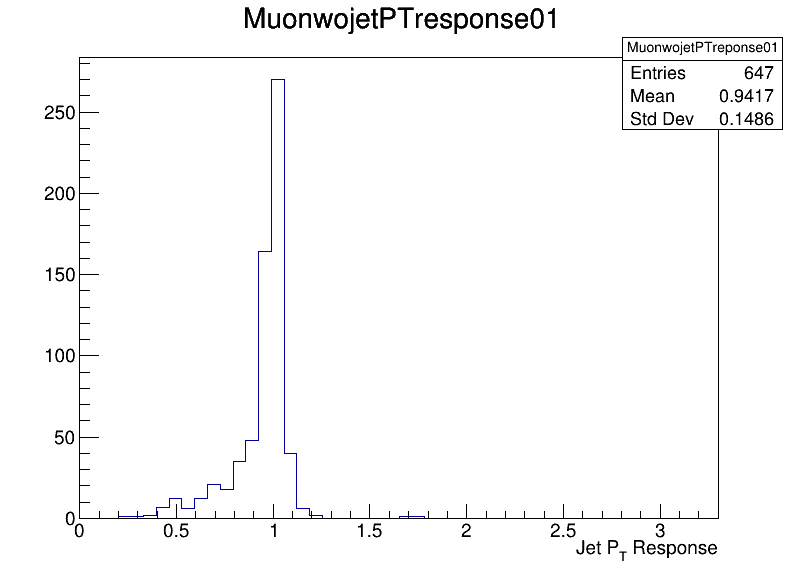 MuonwojetPTresponse01
MuonwojetPTreponse01
Entries 647
Mean 0.9417
Std Dev 0.1486
250
200
150
100
50
0
0 0.5 1 1.5 2 2.5 3
Jet P_T Response